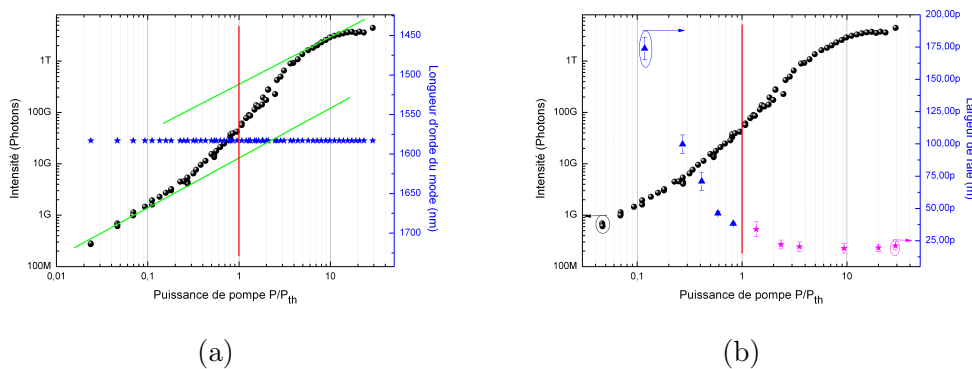 1T
100G
10G
1G
100M
Intensité (Photons)
0,01 0,1 1 10
Puissance de pompe P/Pth
1450
1500
1550
1600
1650
1700
Longueur d'onde du mode (nm)
(a)
1T
100G
10G
1G
100M
Intensité (Photons)
0,1 1 10
Puissance de pompe P/Pth
200,00p
175,00p
150,00p
125,00p
100,00p
75,00p
50,00p
25,00p
Largeur de raie (m)
(b)